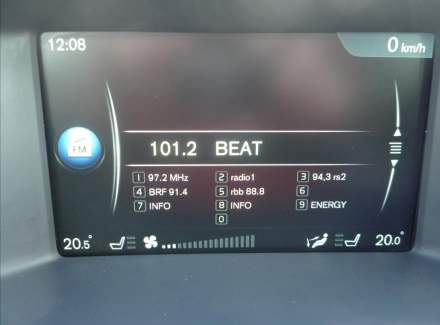 12:08 0 km/h
FM
101.2 BEAT
1 97.2 MHz 2 radio1 3 94,3 rs2
4 BRF 91.4 5 rbb 88.8 6
7 INFO 8 INFO 9 ENERGY
0
20.5° 20.0°